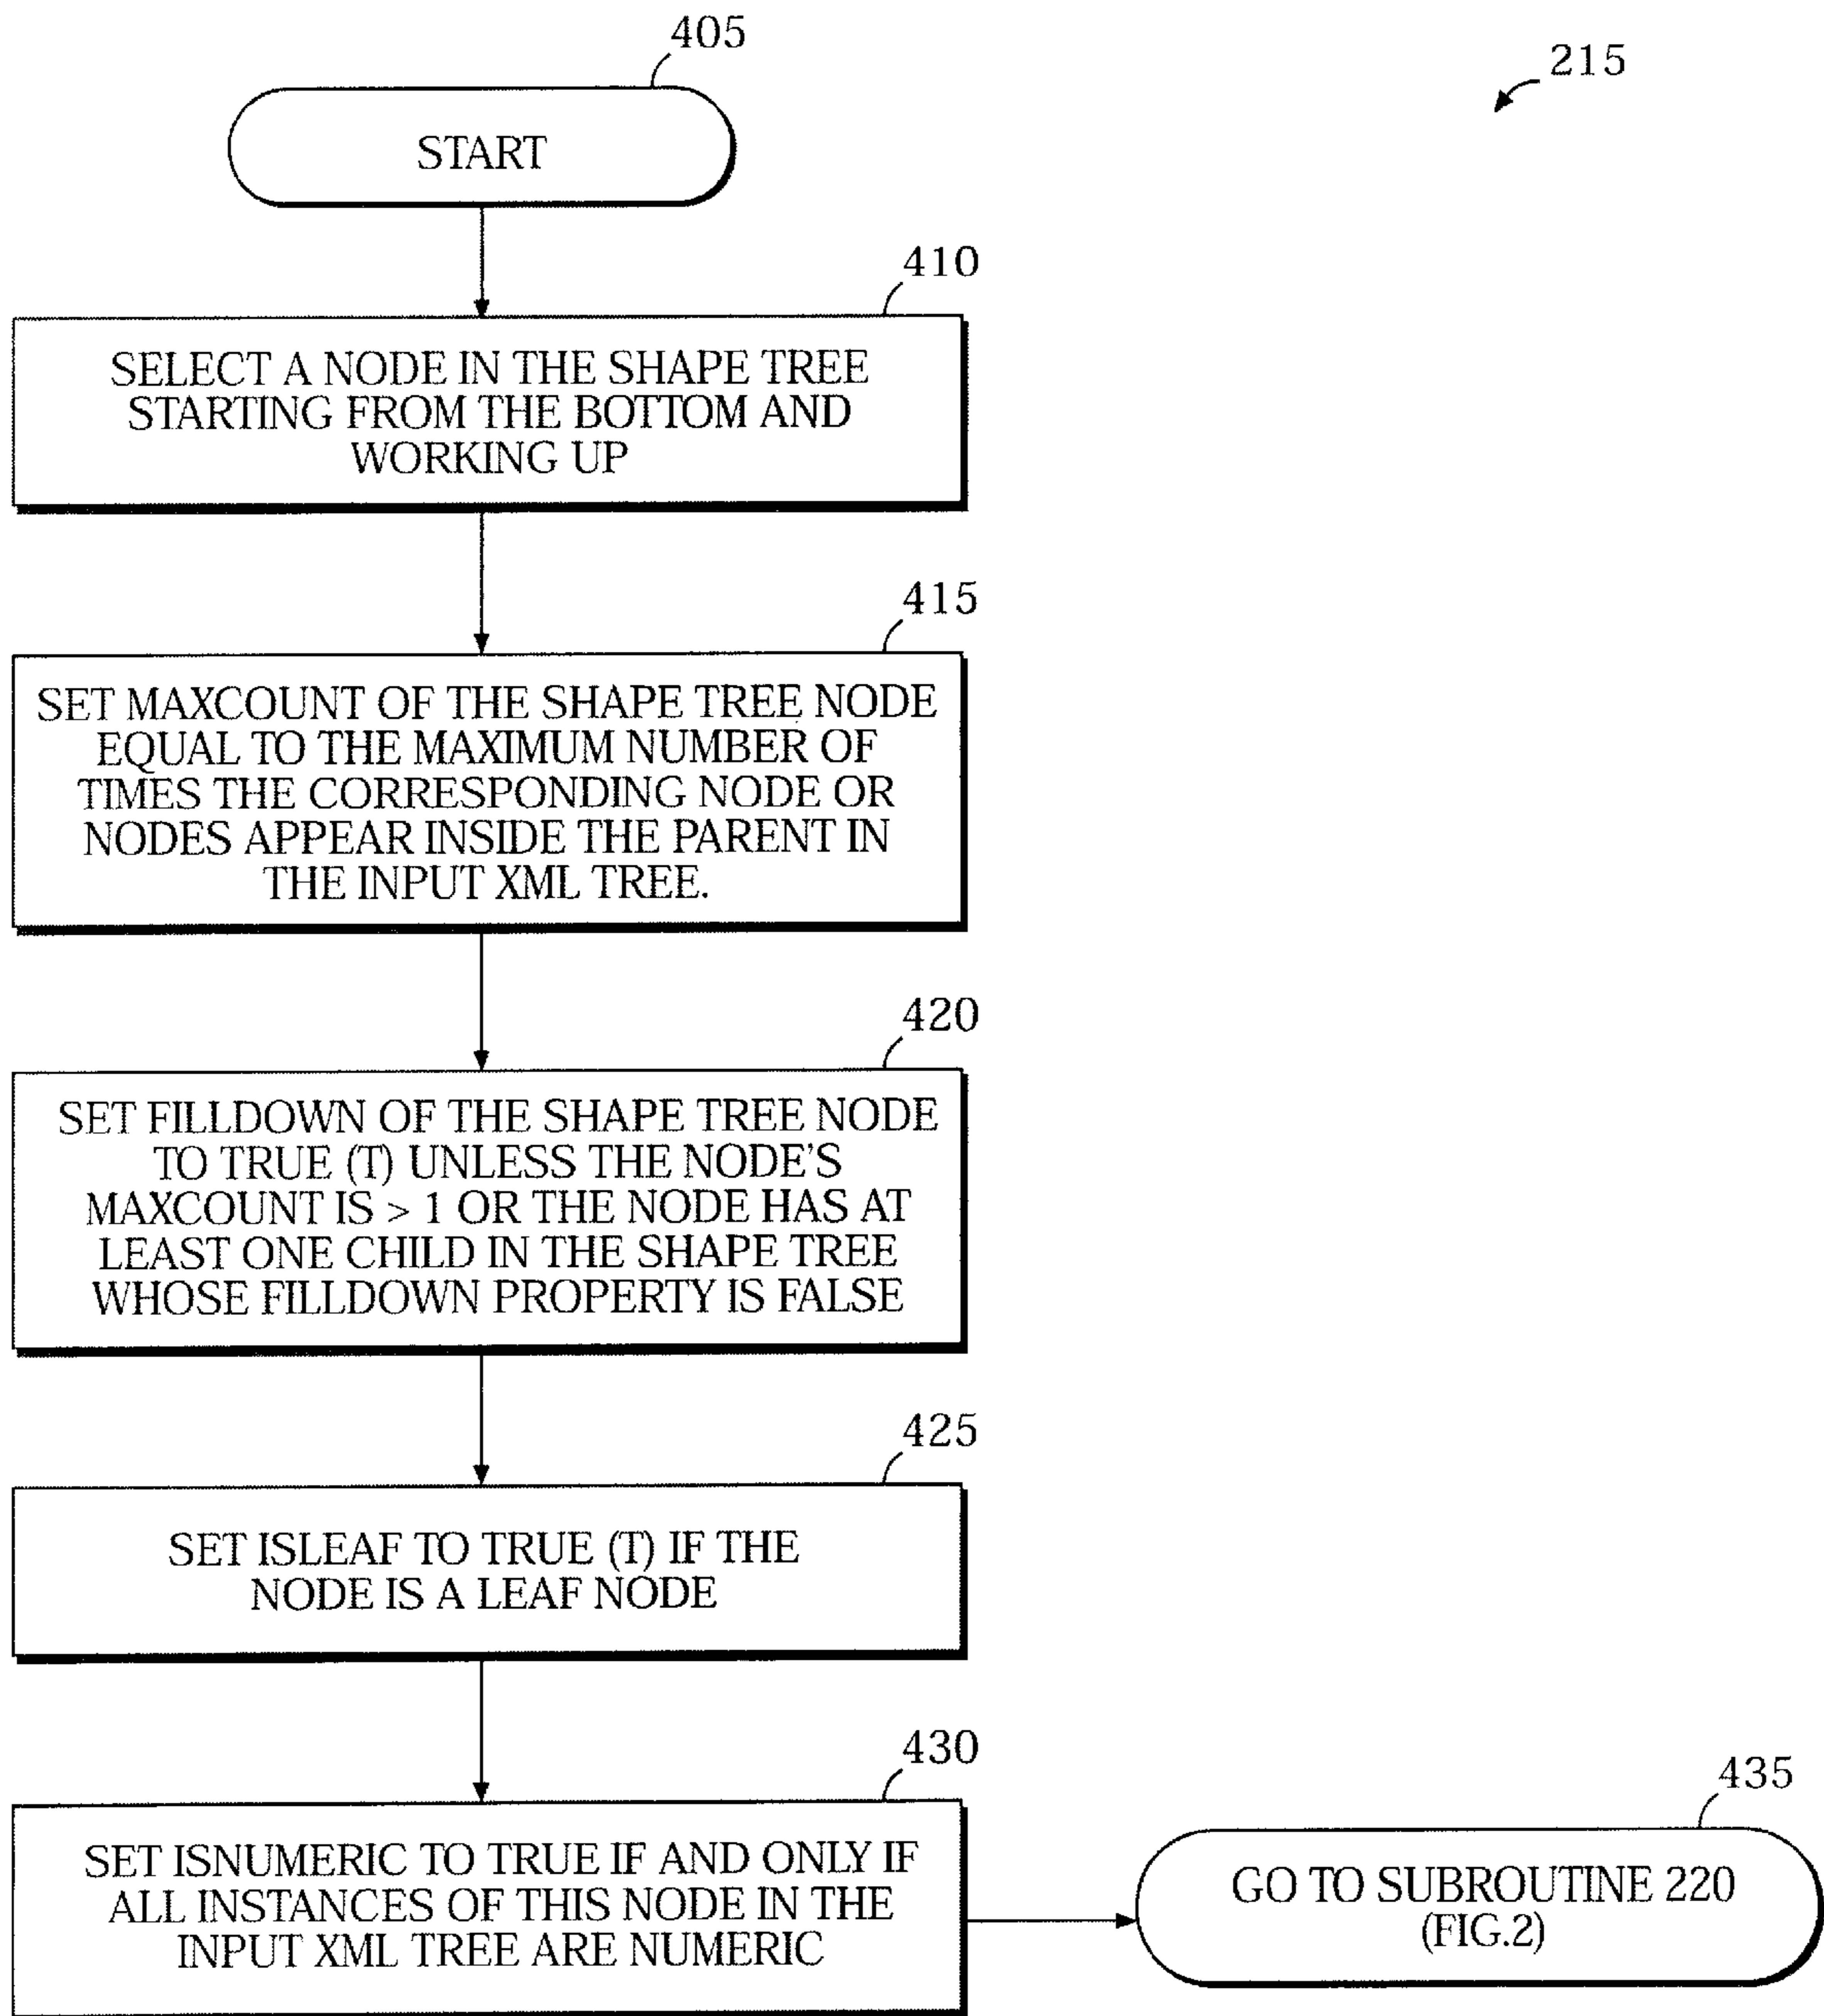 405
215
START
410
SELECT A NODE IN THE SHAPE TREE
STARTING FROM THE BOTTOM AND
WORKING UP
415
SET MAXCOUNT OF THE SHAPE TREE NODE
EQUAL TO THE MAXIMUM NUMBER OF
TIMES THE CORRESPONDING NODE OR
NODES APPEAR INSIDE THE PARENT IN
THE INPUT XML TREE.
420
SET FILLDOWN OF THE SHAPE TREE NODE
TO TRUE (T) UNLESS THE NODE'S
MAXCOUNT IS > 1 OR THE NODE HAS AT
LEAST ONE CHILD IN THE SHAPE TREE
WHOSE FILLDOWN PROPERTY IS FALSE
425
SET ISLEAF TO TRUE (T) IF THE
NODE IS A LEAF NODE
430
SET ISNUMERIC TO TRUE IF AND ONLY IF
ALL INSTANCES OF THIS NODE IN THE
INPUT XML TREE ARE NUMERIC
435
GO TO SUBROUTINE 220
(FIG.2)